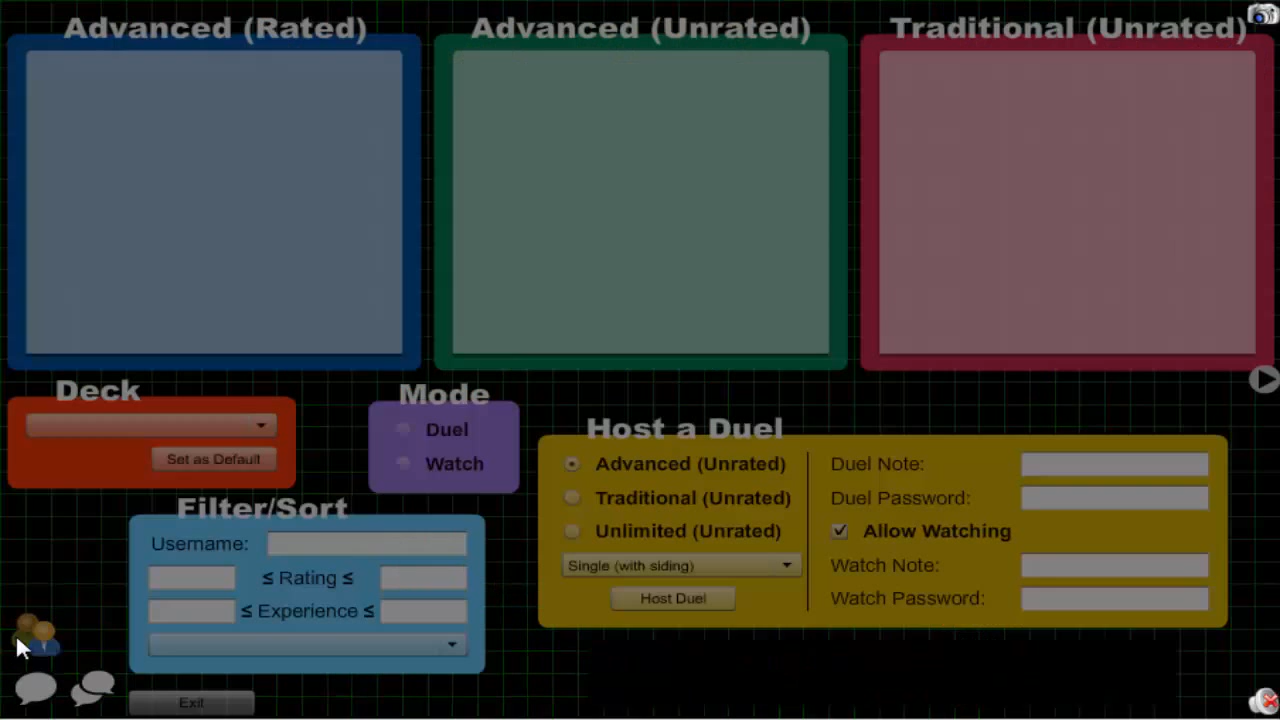 Advanced (Rated)
Advanced (Unrated)
Traditional (Unrated)
Deck
Set as Default
Mode
Duel
Watch
Filter/Sort
Username:
≤ Rating ≤
≤ Experience ≤
Exit
Host a Duel
Advanced (Unrated)
Traditional (Unrated)
Unlimited (Unrated)
Single (with siding)
Host Duel
Duel Note:
Duel Password:
Allow Watching
Watch Note:
Watch Password: